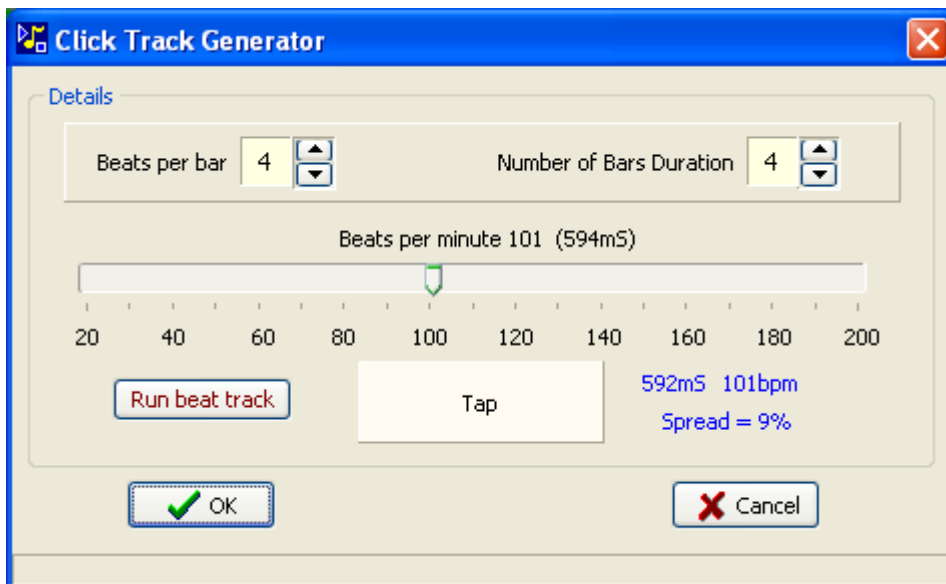 Click Track Generator
Details
Beats per bar 4 Number of Bars Duration 4
Beats per minute 101 (594mS)
20 40 60 80 100 120 140 160 180 200
Run beat track Tap 592mS 101bpm
Spread = 9%
OK Cancel